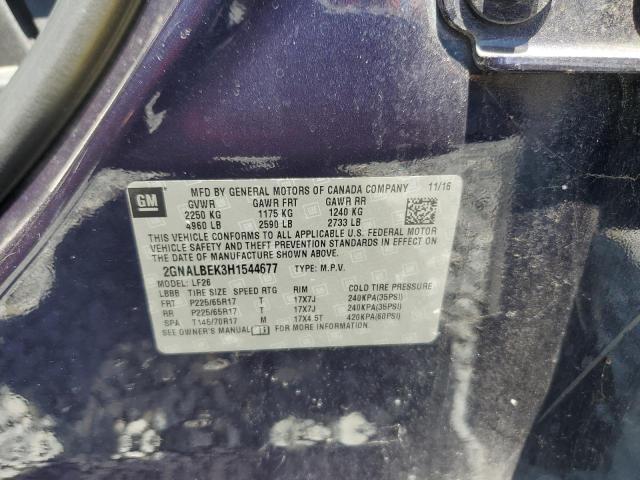 GM MFD BY GENERAL MOTORS OF CANADA COMPANY 11/16
GVWR GAWR FRT GAWR RR
2250 KG 1175 KG 1240 KG
4960 LB 2590 LB 2733 LB
THIS VEHICLE CONFORMS TO ALL APPLICABLE U.S. FEDERAL MOTOR
VEHICLE SAFETY AND THEFT PREVENTION STANDARDS IN EFFECT ON
THE DATE OF MANUFACTURE SHOWN ABOVE.
2GNALBEK3H1544677 TYPE: M.P.V.
MODEL: LF26
LBBB TIRE SIZE SPEED RTG RIM COLD TIRE PRESSURE
FRT P225/65R17 T 17X7J 240KPA(35PSI)
RR P225/65R17 T 17X7J 240KPA(35PSI)
SPA T145/70R17 M 17X4.5T 420KPA(60PSI)
SEE OWNER'S MANUAL FOR ADDITIONAL INFORMATION.